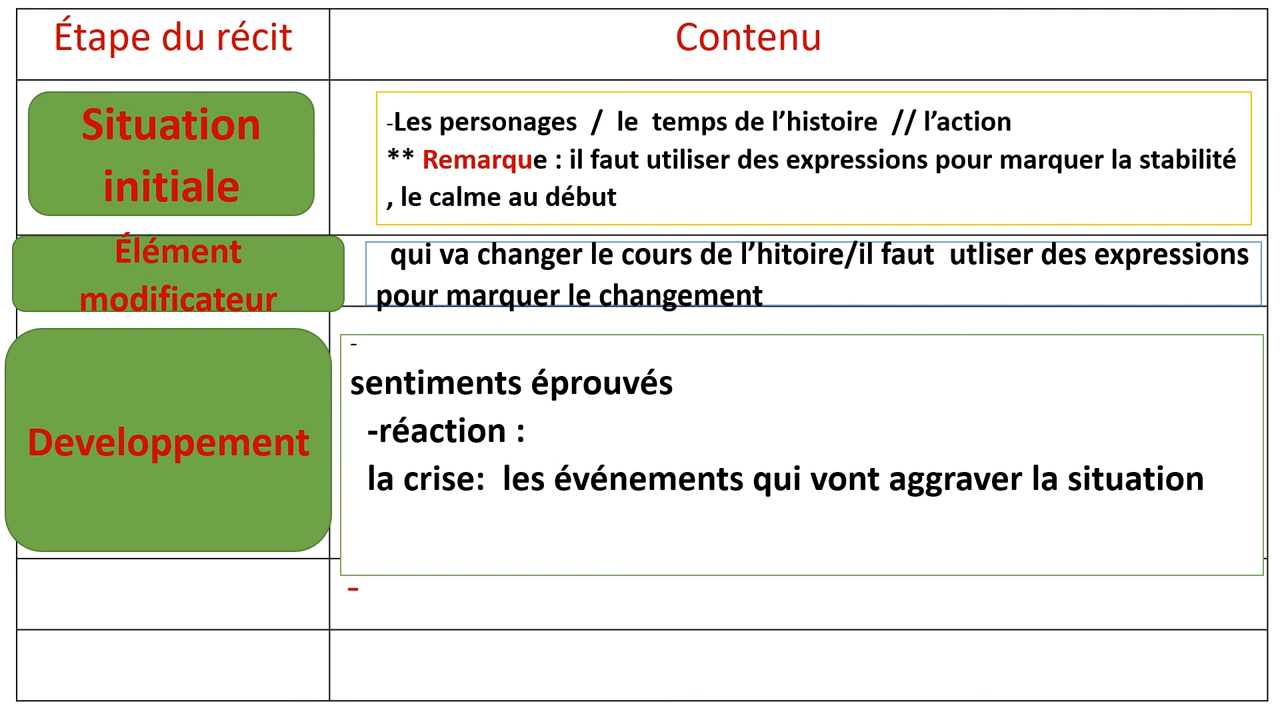 Étape du récit
Contenu
Situation
initiale
-Les personages / le temps de l’histoire // l’action
** Remarque : il faut utiliser des expressions pour marquer la stabilité
, le calme au début
Élément
modificateur
qui va changer le cours de l’hitoire/il faut utliser des expressions
pour marquer le changement
Developpement
-
sentiments éprouvés
-réaction :
la crise: les événements qui vont aggraver la situation
-